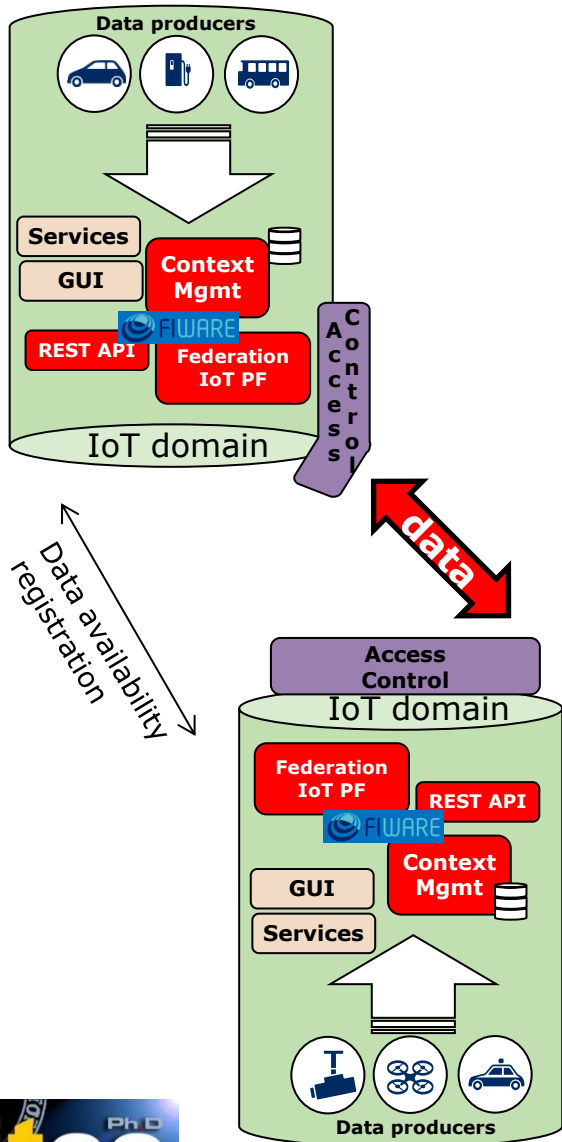 Data producers
Services
GUI
Context
Mgmt
FIWARE
REST API
Federation
IoT PF
Access
Control
IoT domain
data
Data availability
registration
Access
Control
IoT domain
Federation
IoT PF
REST API
FIWARE
Context
Mgmt
GUI
Services
Data producers
Ph D